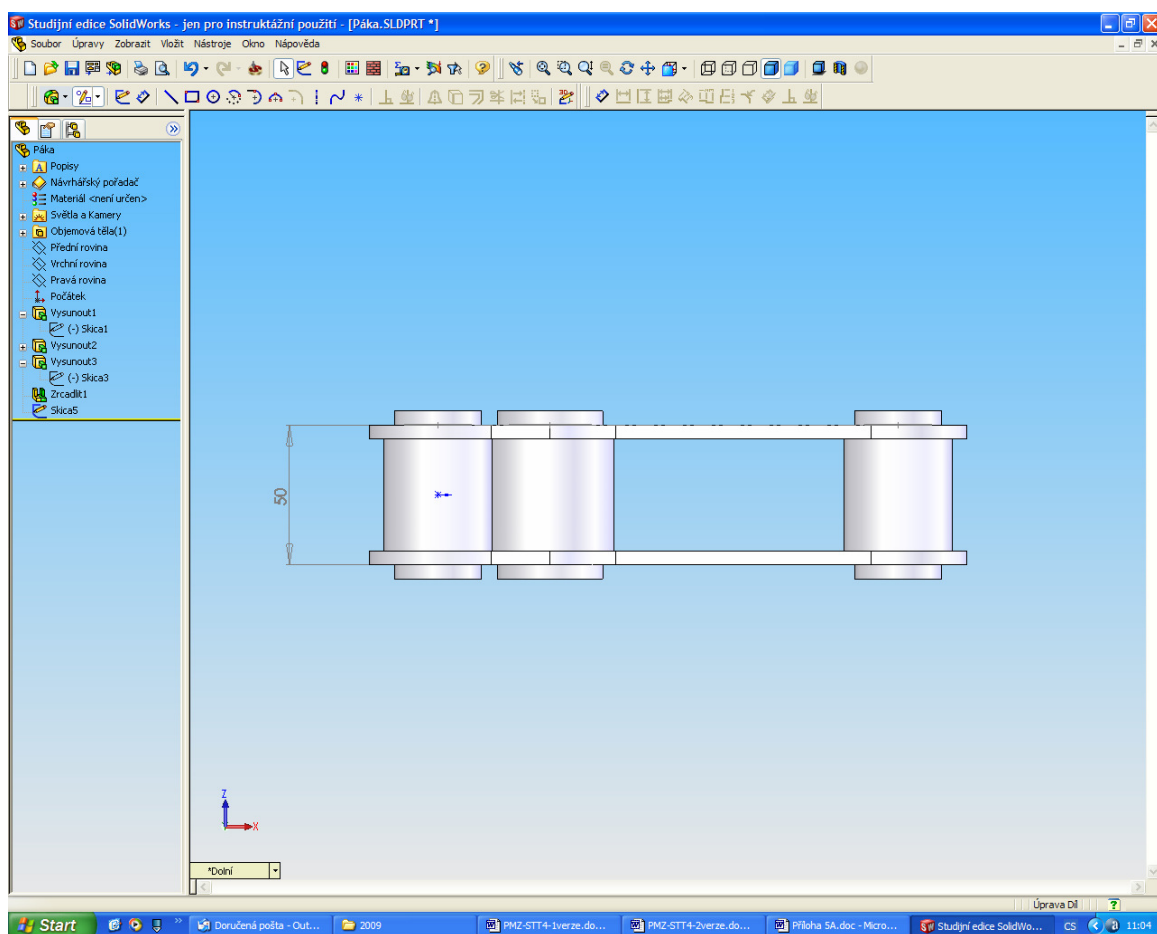 Studijní edice SolidWorks - jen pro instruktážní použití - [Páka.SLDPRT *]
Soubor Úpravy Zobrazit Vložit Nástroje Okno Nápověda
Páka
Popisy
Návrhářský pořadač
Materiál <není určen>
Světla a Kamery
Objemová těla(1)
Přední rovina
Vrchní rovina
Pravá rovina
Počátek
Vysunout1
(-) Skica1
Vysunout2
Vysunout3
(-) Skica3
Zrcadlit1
Skica5
50
Z
X
*Dolní
Úprava Díl
Start
Doručená pošta - Out...
2009
PMZ-STT4-1verze.do...
PMZ-STT4-2verze.do...
Příloha 5A.doc - Micro...
Studijní edice SolidWo...
CS
11:04